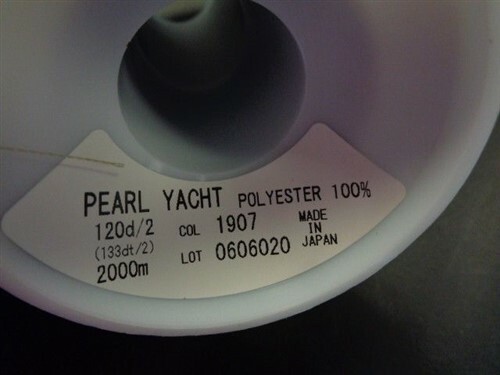 PEARL YACHT POLYESTER 100%
120d/2 COL 1907 MADE
(133dt/2) IN
2000m LOT 0606020 JAPAN